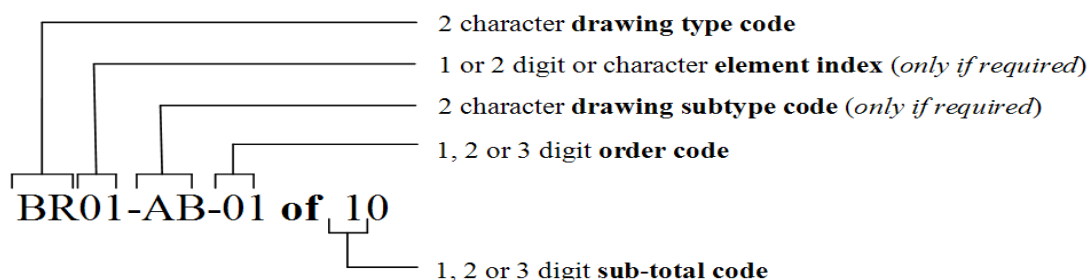 2 character drawing type code
1 or 2 digit or character element index (only if required)
2 character drawing subtype code (only if required)
1, 2 or 3 digit order code
BR01-AB-01 of 10
1, 2 or 3 digit sub-total code